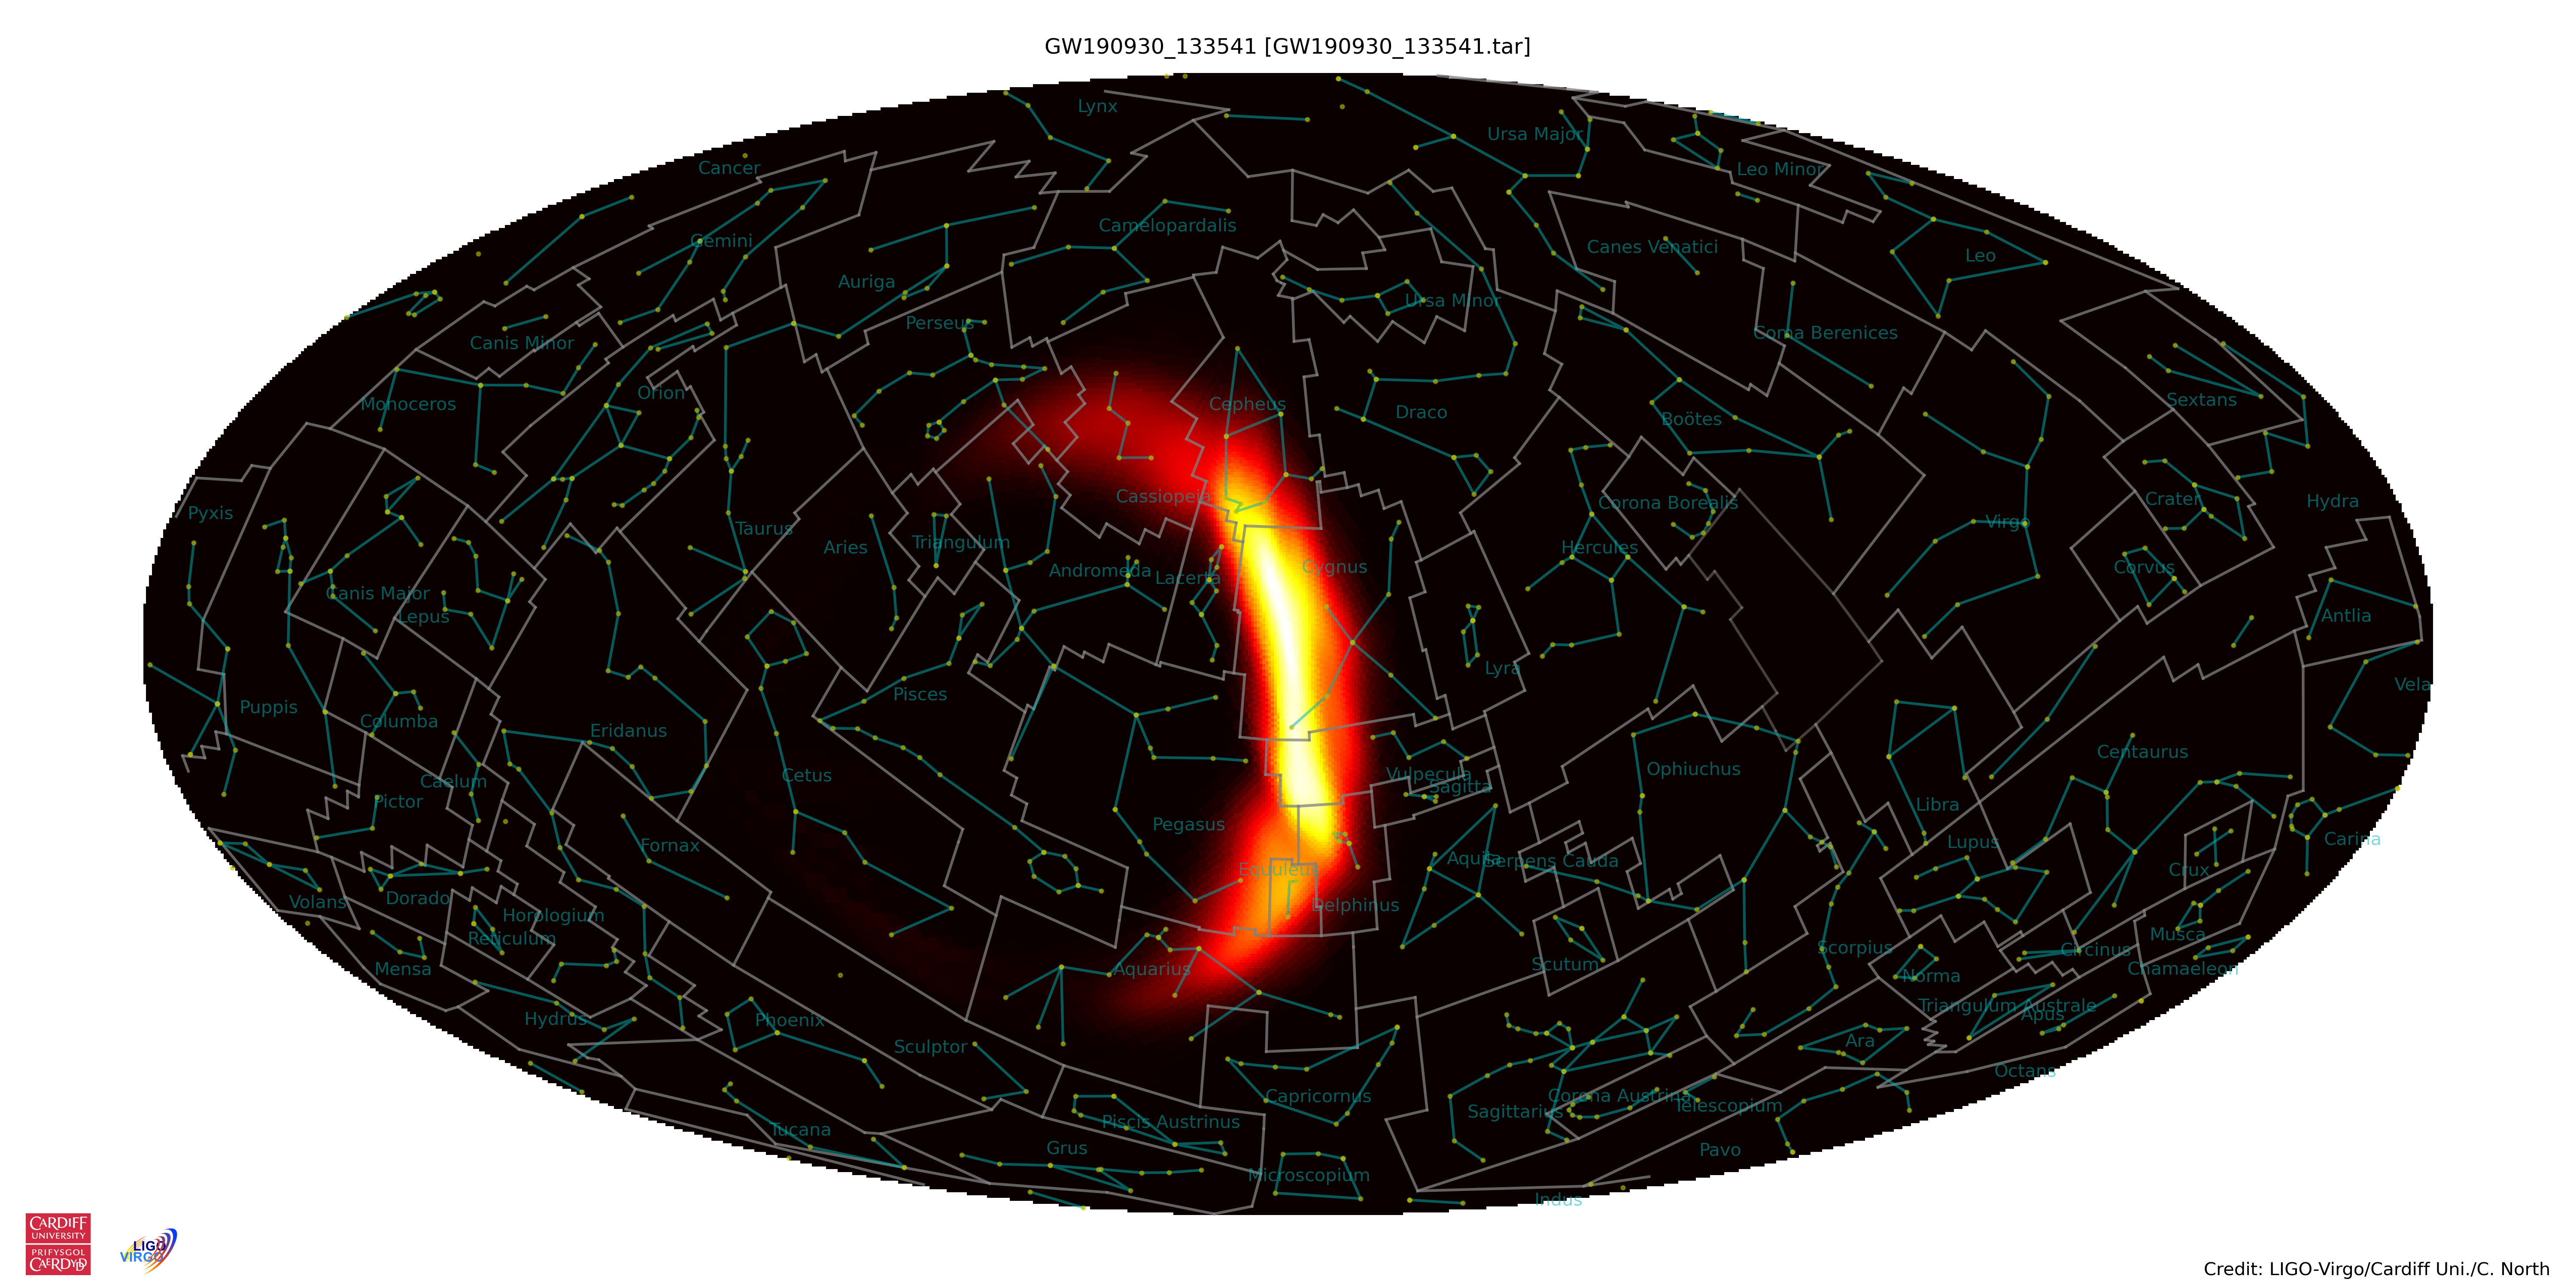 GW190930_133541 [GW190930_133541.tar]
Lynx
Ursa Major
Cancer
Leo Minor
Camelopardalis
Gemini
Canes Venatici
Leo
Auriga
Ursa Minor
Perseus
Coma Berenices
Canis Minor
Orion
Sextans
Monoceros
Cepheus
Draco
Boötes
Cassiopeia
Corona Borealis
Crater
Hydra
Pyxis
Virgo
Taurus
Triangulum
Aries
Hercules
Andromeda
Cygnus
Corvus
Lacerta
Canis Major
Lepus
Antlia
Lyra
Vela
Pisces
Puppis
Columba
Eridanus
Centaurus
Ophiuchus
Cetus
Vulpecula
Caelum
Sagitta
Pictor
Libra
Pegasus
Carina
Fornax
Lupus
Aquila
Serpens Cauda
Equuleus
Crux
Dorado
Volans
Delphinus
Horologium
Musca
Reticulum
Scorpius
Circinus
Scutum
Mensa
Aquarius
Chamaeleon
Norma
Triangulum Australe
Apus
Hydrus
Phoenix
Ara
Sculptor
Octans
Capricornus
Corona Austrina
Telescopium
Sagittarius
Piscis Austrinus
Tucana
Grus
Pavo
Microscopium
Indus
CARDIFF
UNIVERSITY
PRIFYSGOL
CAERDYDD
LIGO
VIRGO
Credit: LIGO-Virgo/Cardiff Uni./C. North